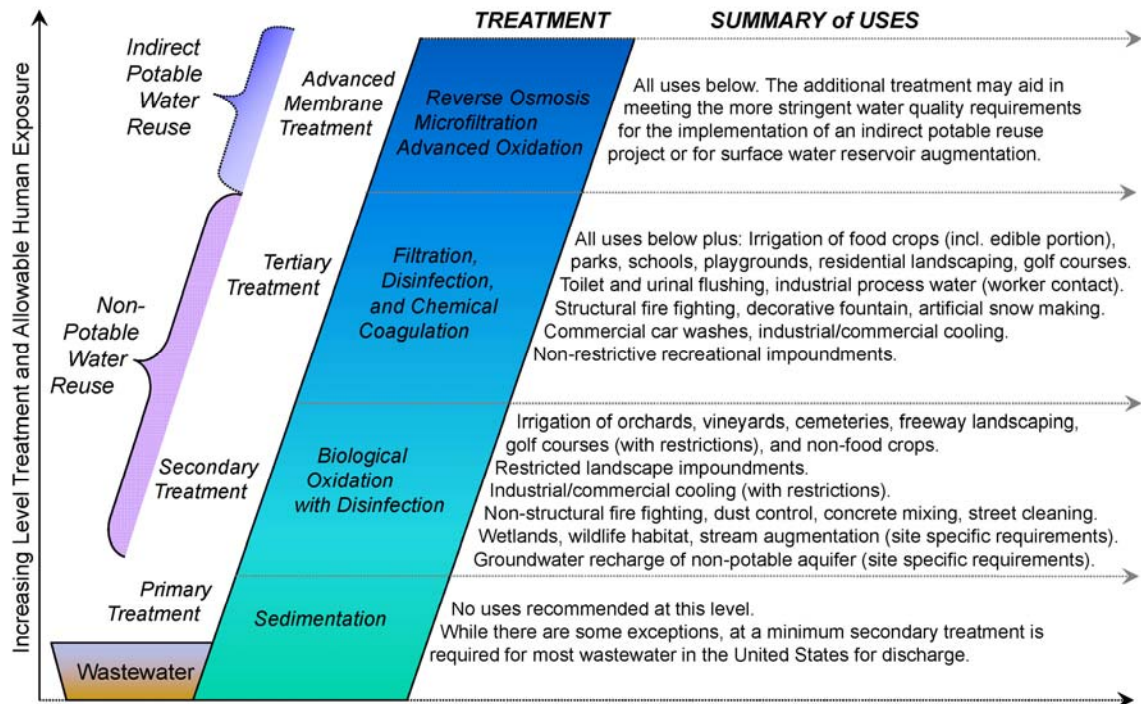 TREATMENT
SUMMARY of USES
Increasing Level Treatment and Allowable Human Exposure
Indirect
Potable
Water
Reuse
Advanced
Membrane
Treatment
Reverse Osmosis
Microfiltration
Advanced Oxidation
All uses below. The additional treatment may aid in
meeting the more stringent water quality requirements
for the implementation of an indirect potable reuse
project or for surface water reservoir augmentation.
Non-
Potable
Water
Reuse
Tertiary
Treatment
Filtration,
Disinfection,
and Chemical
Coagulation
All uses below plus: Irrigation of food crops (incl. edible portion),
parks, schools, playgrounds, residential landscaping, golf courses.
Toilet and urinal flushing, industrial process water (worker contact).
Structural fire fighting, decorative fountain, artificial snow making.
Commercial car washes, industrial/commercial cooling.
Non-restrictive recreational impoundments.
Secondary
Treatment
Biological
Oxidation
with Disinfection
Irrigation of orchards, vineyards, cemeteries, freeway landscaping,
golf courses (with restrictions), and non-food crops.
Restricted landscape impoundments.
Industrial/commercial cooling (with restrictions).
Non-structural fire fighting, dust control, concrete mixing, street cleaning.
Wetlands, wildlife habitat, stream augmentation (site specific requirements).
Groundwater recharge of non-potable aquifer (site specific requirements).
Primary
Treatment
Sedimentation
No uses recommended at this level.
While there are some exceptions, at a minimum secondary treatment is
required for most wastewater in the United States for discharge.
Wastewater